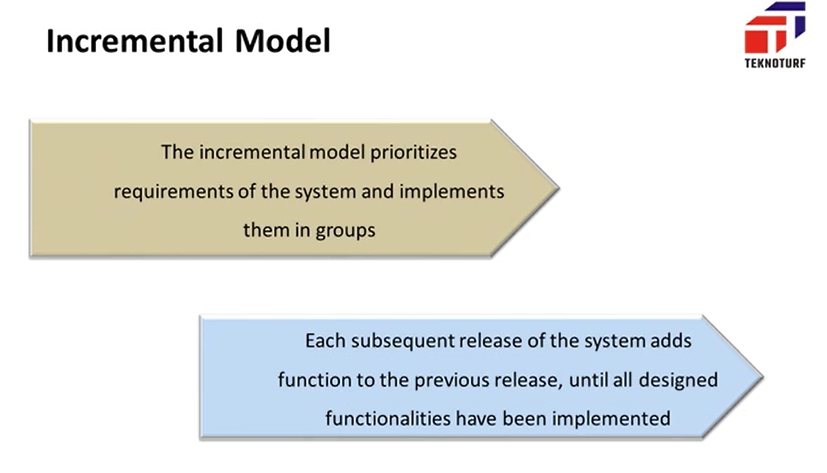 Incremental Model
TEKNOTURF
The incremental model prioritizes
requirements of the system and implements
them in groups
Each subsequent release of the system adds
function to the previous release, until all designed
functionalities have been implemented